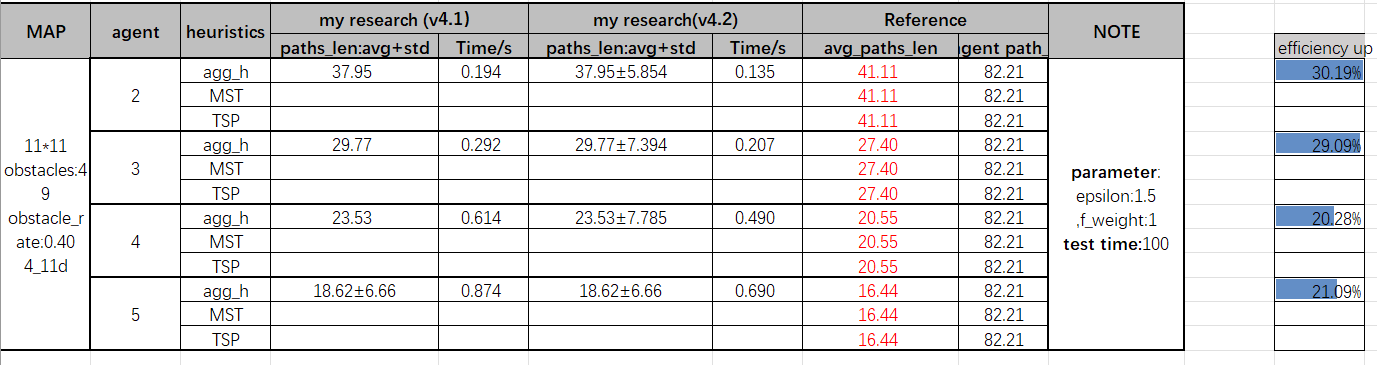 MAP agent heuristics my research (v4.1) my research(v4.2) Reference NOTE
paths_len:avg+std Time/s paths_len:avg+std Time/s avg_paths_len agent path_ efficiency up
11*11
obstacles:4
9
obstacle_r
ate:0.40
4_11d
2
agg_h 37.95 0.194 37.95±5.854 0.135 41.11 82.21 30.19%
MST 41.11 82.21
TSP 41.11 82.21
3
agg_h 29.77 0.292 29.77±7.394 0.207 27.40 82.21 29.09%
MST 27.40 82.21
TSP 27.40 82.21
4
agg_h 23.53 0.614 23.53±7.785 0.490 20.55 82.21 20.28%
MST 20.55 82.21
TSP 20.55 82.21
5
agg_h 18.62±6.66 0.874 18.62±6.66 0.690 16.44 82.21 21.09%
MST 16.44 82.21
TSP 16.44 82.21
parameter:
epsilon:1.5
,f_weight:1
test time:100